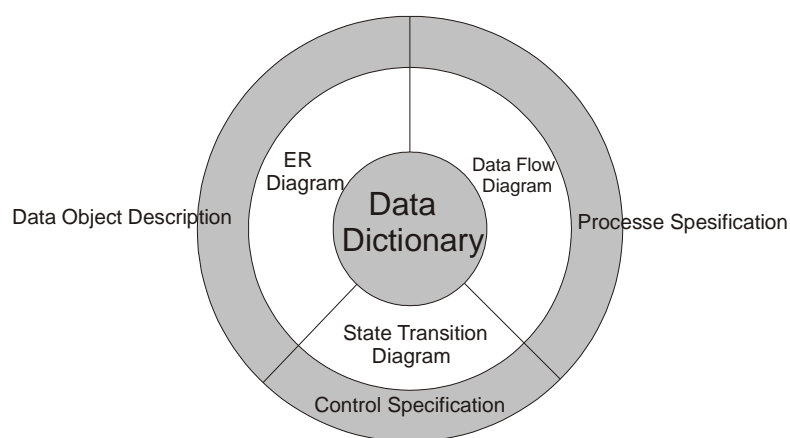 ER
Diagram
Data Flow
Diagram
Data Object Description
Data
Dictionary
Processe Spesification
State Transition
Diagram
Control Specification